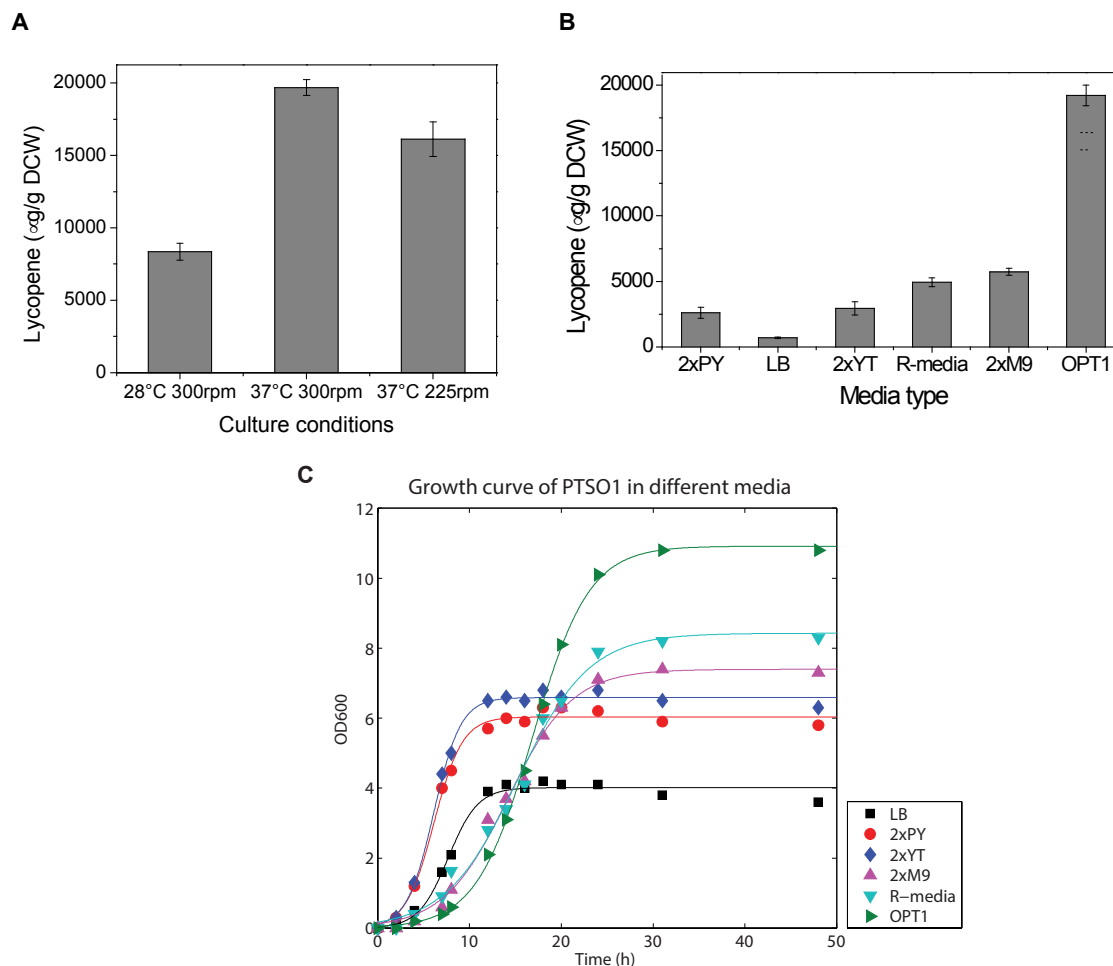 A
20000
15000
10000
5000
0
Lycopene (αg/g DCW)
28°C 300rpm 37°C 300rpm 37°C 225rpm
Culture conditions
B
20000
15000
10000
5000
0
Lycopene (αg/g DCW)
2xPY LB 2xYT R-media 2xM9 OPT1
Media type
C
Growth curve of PTSO1 in different media
12
10
8
6
4
2
0
OD600
0 10 20 30 40 50
Time (h)
LB
2xPY
2xYT
2xM9
R−media
OPT1